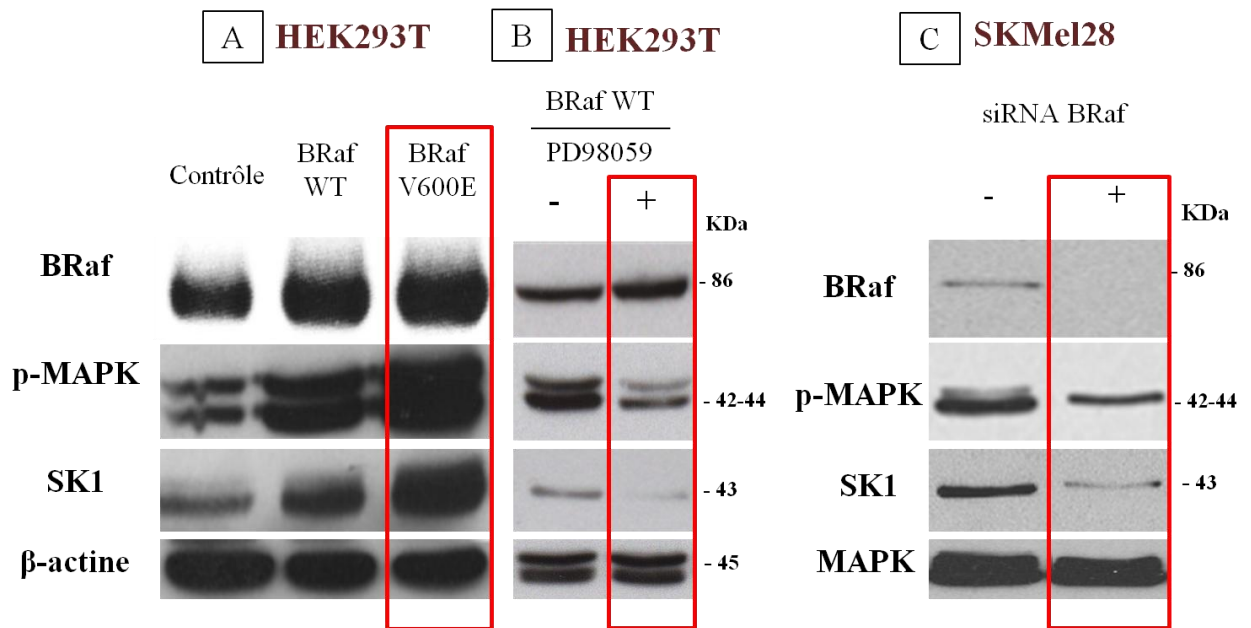 A HEK293T
Contrôle
BRaf
WT
BRaf
V600E
BRaf
p-MAPK
SK1
β-actine
B HEK293T
BRaf WT
PD98059
- +
KDa
- 86
- 42-44
- 43
- 45
C SKMel28
siRNA BRaf
- +
KDa
BRaf
- 86
p-MAPK
- 42-44
SK1
- 43
MAPK